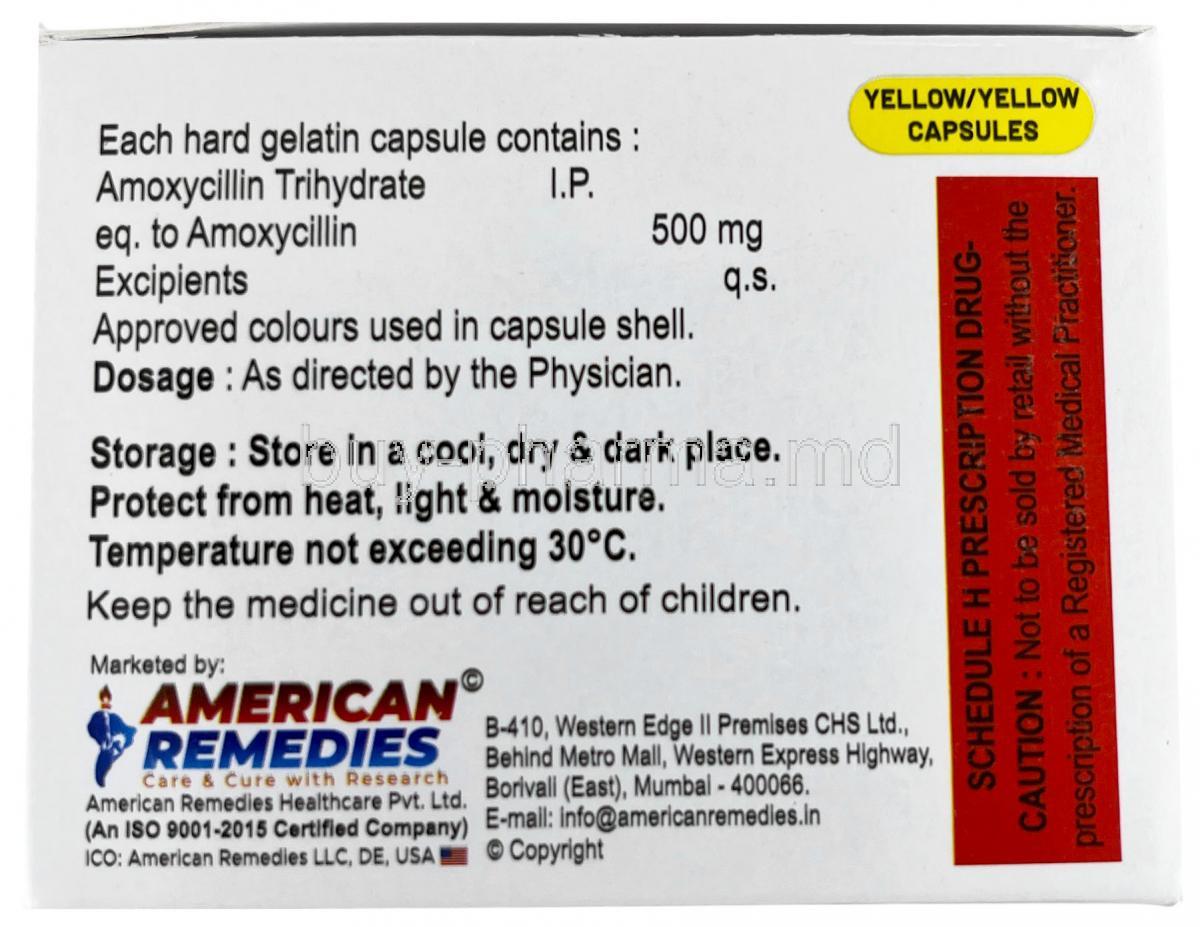 YELLOW/YELLOW
CAPSULES
Each hard gelatin capsule contains :
Amoxycillin Trihydrate I.P.
eq. to Amoxycillin 500 mg
Excipients q.s.
Approved colours used in capsule shell.
Dosage : As directed by the Physician.
Storage : Store in a cool, dry & dark place.
Protect from heat, light & moisture.
Temperature not exceeding 30°C.
Keep the medicine out of reach of children.
buy-pharma.md
Marketed by:
AMERICAN ©
REMEDIES
Care & Cure with Research
American Remedies Healthcare Pvt. Ltd.
(An ISO 9001-2015 Certified Company)
ICO: American Remedies LLC, DE, USA
B-410, Western Edge II Premises CHS Ltd.,
Behind Metro Mall, Western Express Highway,
Borivali (East), Mumbai - 400066.
E-mail: info@americanremedies.in
© Copyright
SCHEDULE H PRESCRIPTION DRUG-
CAUTION : Not to be sold by retail without the
prescription of a Registered Medical Practitioner.